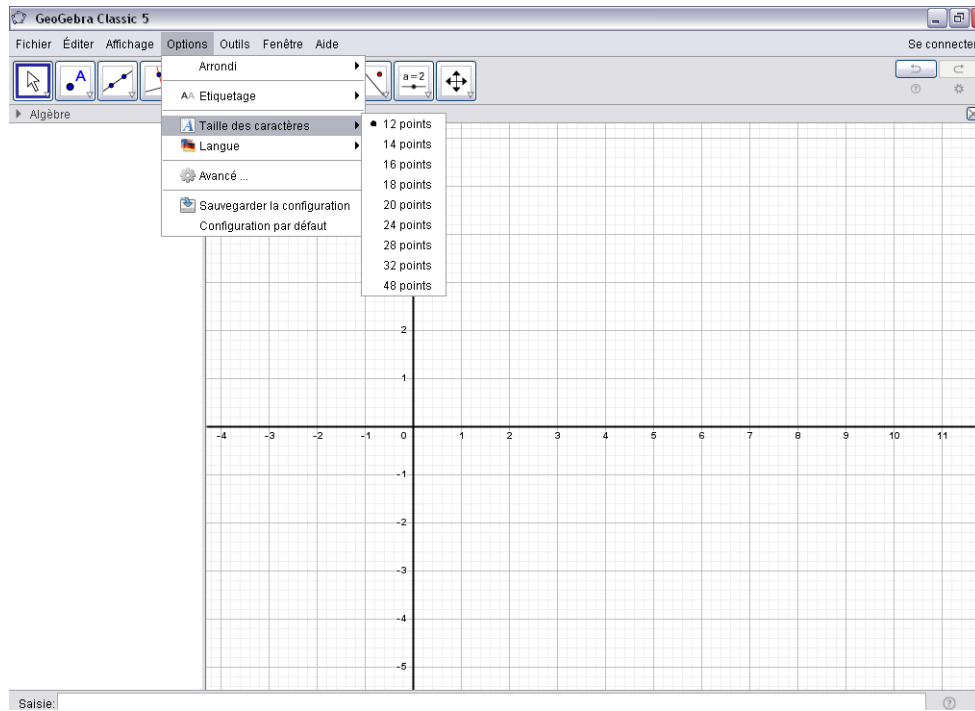 GeoGebra Classic 5
Fichier Éditer Affichage Options Outils Fenêtre Aide
Se connecter
Arrondi
AA Etiquetage
A Taille des caractères
Langue
Avancé ...
Sauvegarder la configuration
Configuration par défaut
12 points
14 points
16 points
18 points
20 points
24 points
28 points
32 points
48 points
A
a=2
Algèbre
2
1
-4 -3 -2 -1 0 1 2 3 4 5 6 7 8 9 10 11
-1
-2
-3
-4
-5
Saisie: